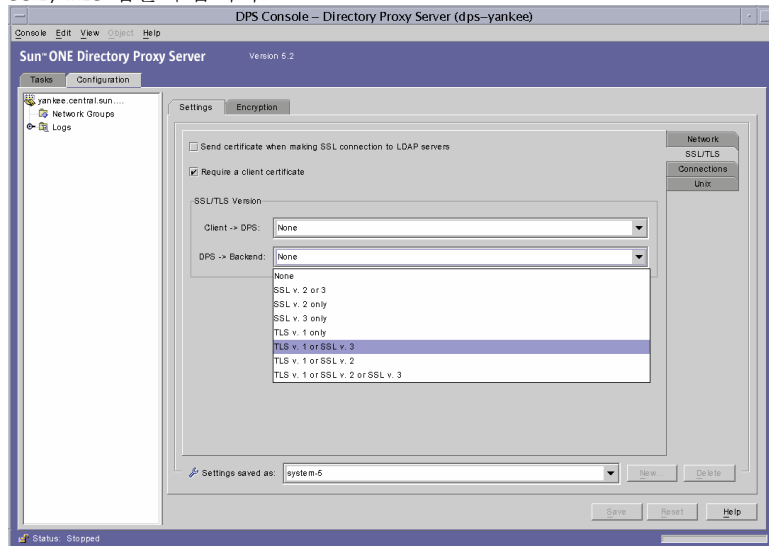 DPS Console – Directory Proxy Server (dps–yankee)
Console Edit View Object Help
Sun™ ONE Directory Proxy Server Version 5.2
Tasks Configuration
yankee.central.sun....
Network Groups
Logs
Settings Encryption
Send certificate when making SSL connection to LDAP servers
Require a client certificate
Network
SSL/TLS
Connections
Unix
SSL/TLS Version
Client -> DPS: None
DPS -> Backend: None
None
SSL v. 2 or 3
SSL v. 2 only
SSL v. 3 only
TLS v. 1 only
TLS v. 1 or SSL v. 3
TLS v. 1 or SSL v. 2
TLS v. 1 or SSL v. 2 or SSL v. 3
Settings saved as: system-5 New... Delete
Save Reset Help
Status: Stopped